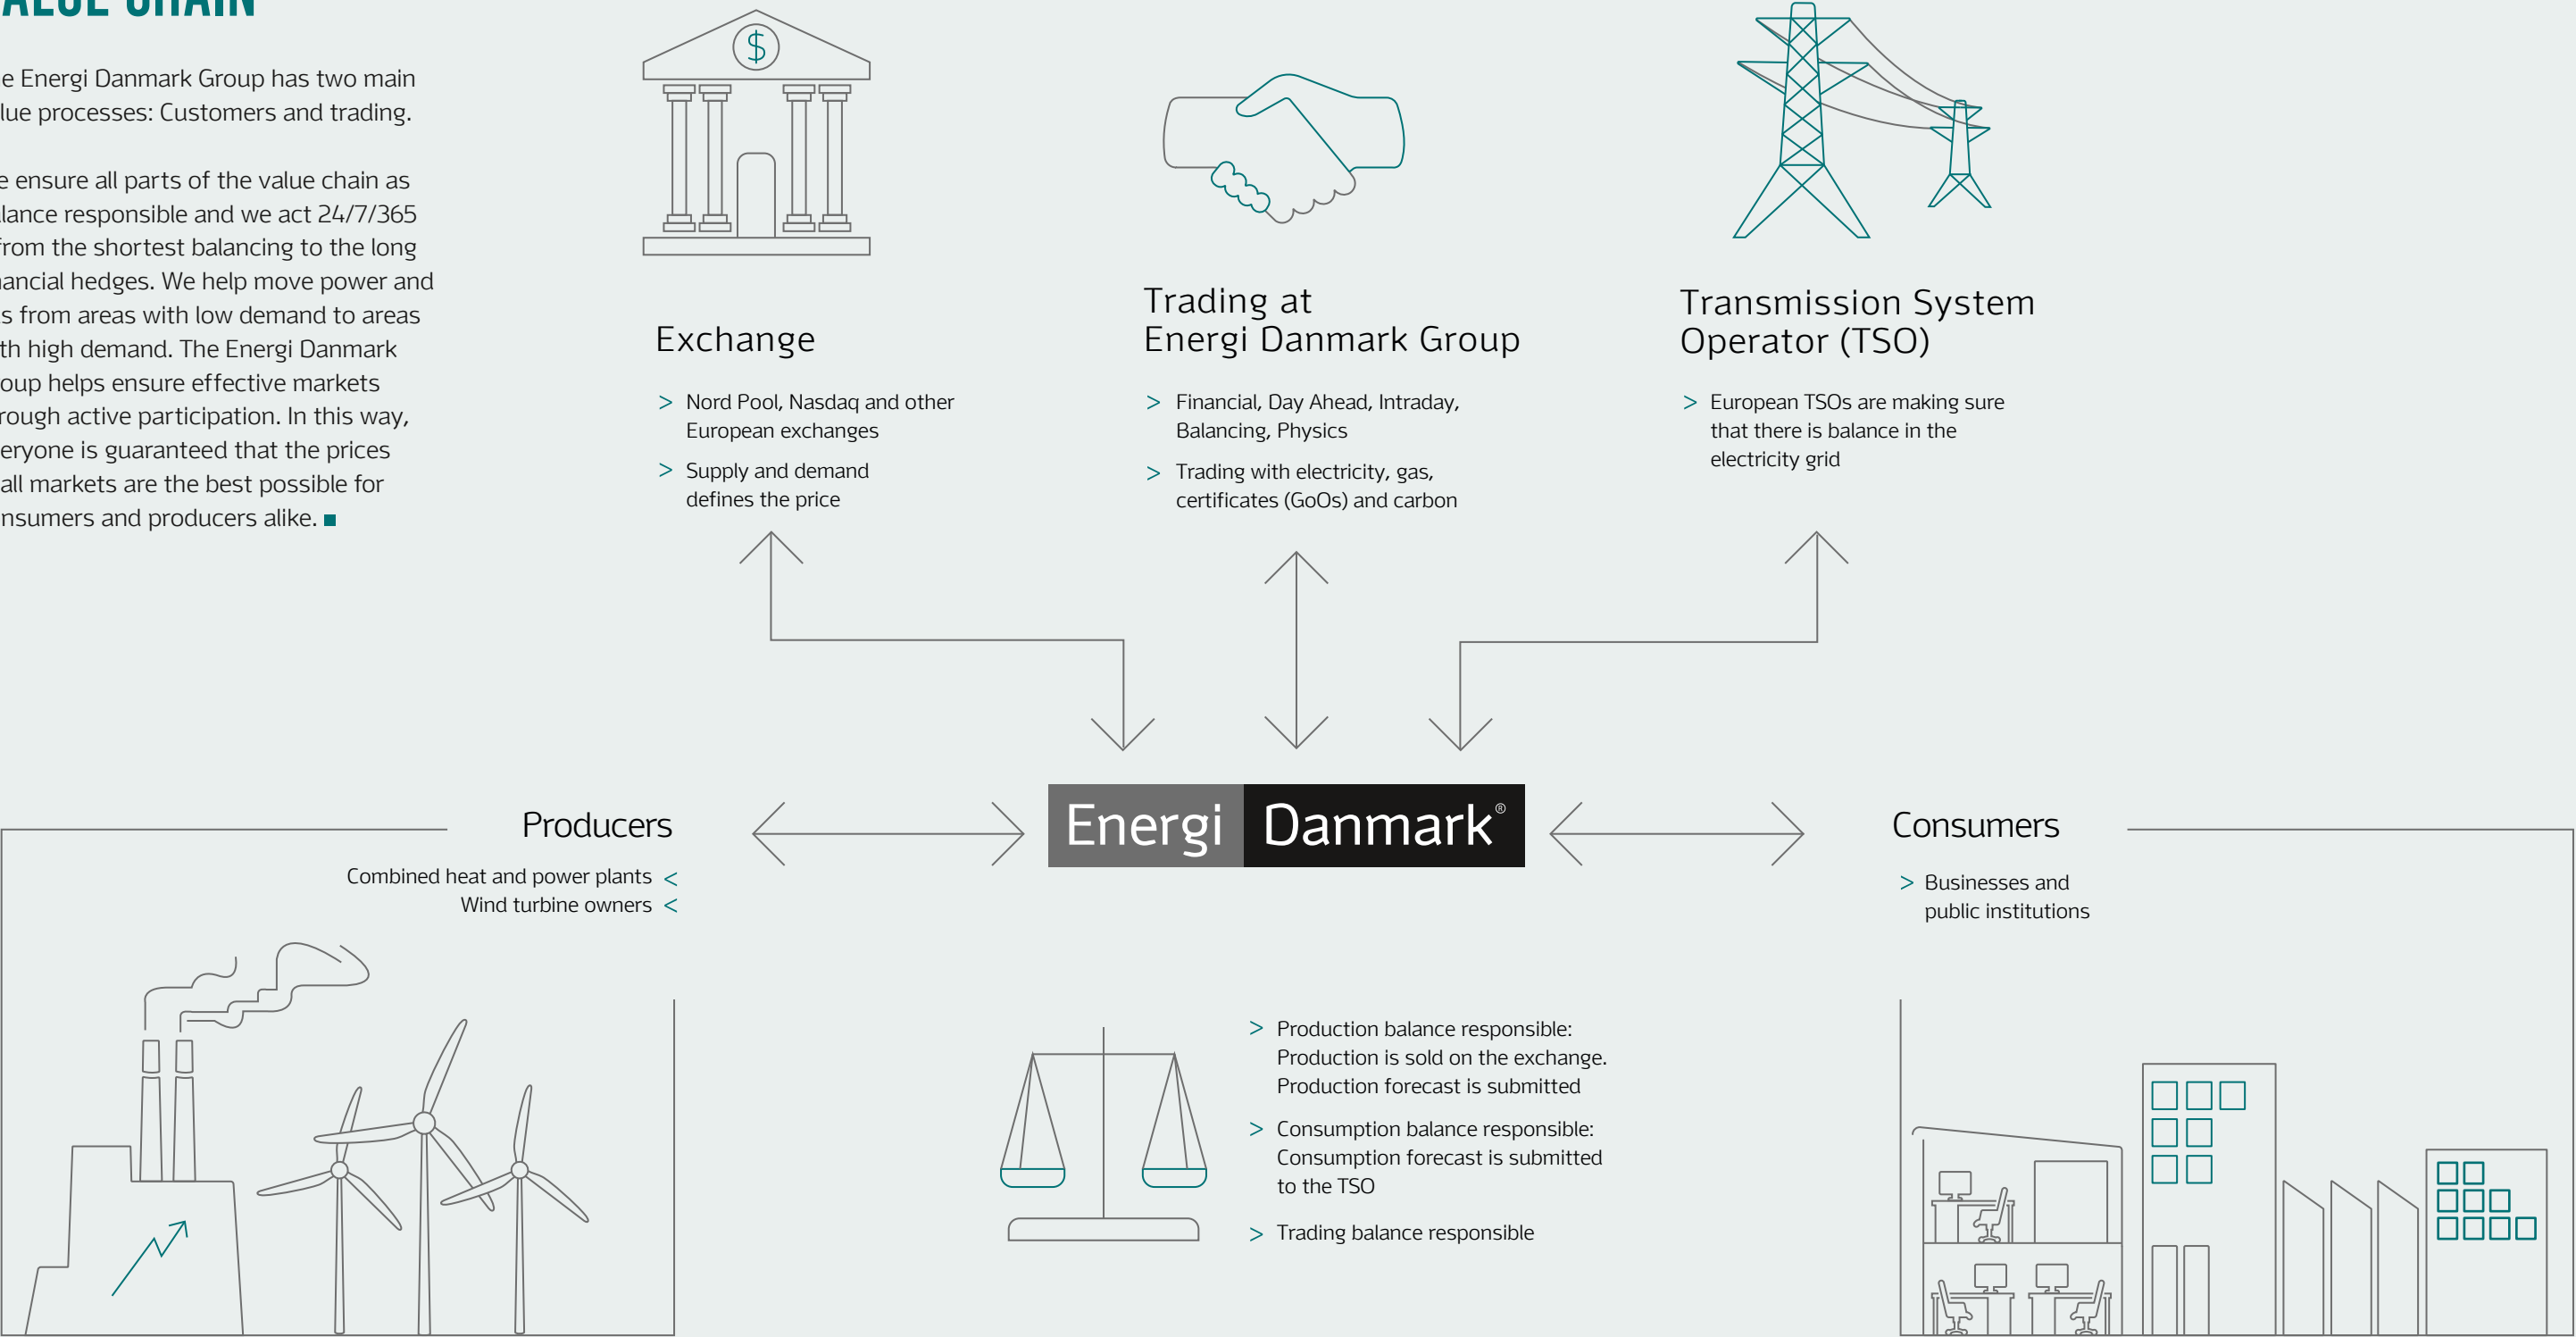 ALUE CHAIN
e Energi Danmark Group has two main
lue processes: Customers and trading.
e ensure all parts of the value chain as
lance responsible and we act 24/7/365
from the shortest balancing to the long
nancial hedges. We help move power and
s from areas with low demand to areas
th high demand. The Energi Danmark
oup helps ensure effective markets
rough active participation. In this way,
eryone is guaranteed that the prices
all markets are the best possible for
nsumers and producers alike. ■
$
Exchange
> Nord Pool, Nasdaq and other
European exchanges
> Supply and demand
defines the price
Trading at
Energi Danmark Group
> Financial, Day Ahead, Intraday,
Balancing, Physics
> Trading with electricity, gas,
certificates (GoOs) and carbon
Transmission System
Operator (TSO)
> European TSOs are making sure
that there is balance in the
electricity grid
Producers
Combined heat and power plants <
Wind turbine owners <
Energi Danmark®
Consumers
> Businesses and
public institutions
> Production balance responsible:
Production is sold on the exchange.
Production forecast is submitted
> Consumption balance responsible:
Consumption forecast is submitted
to the TSO
> Trading balance responsible